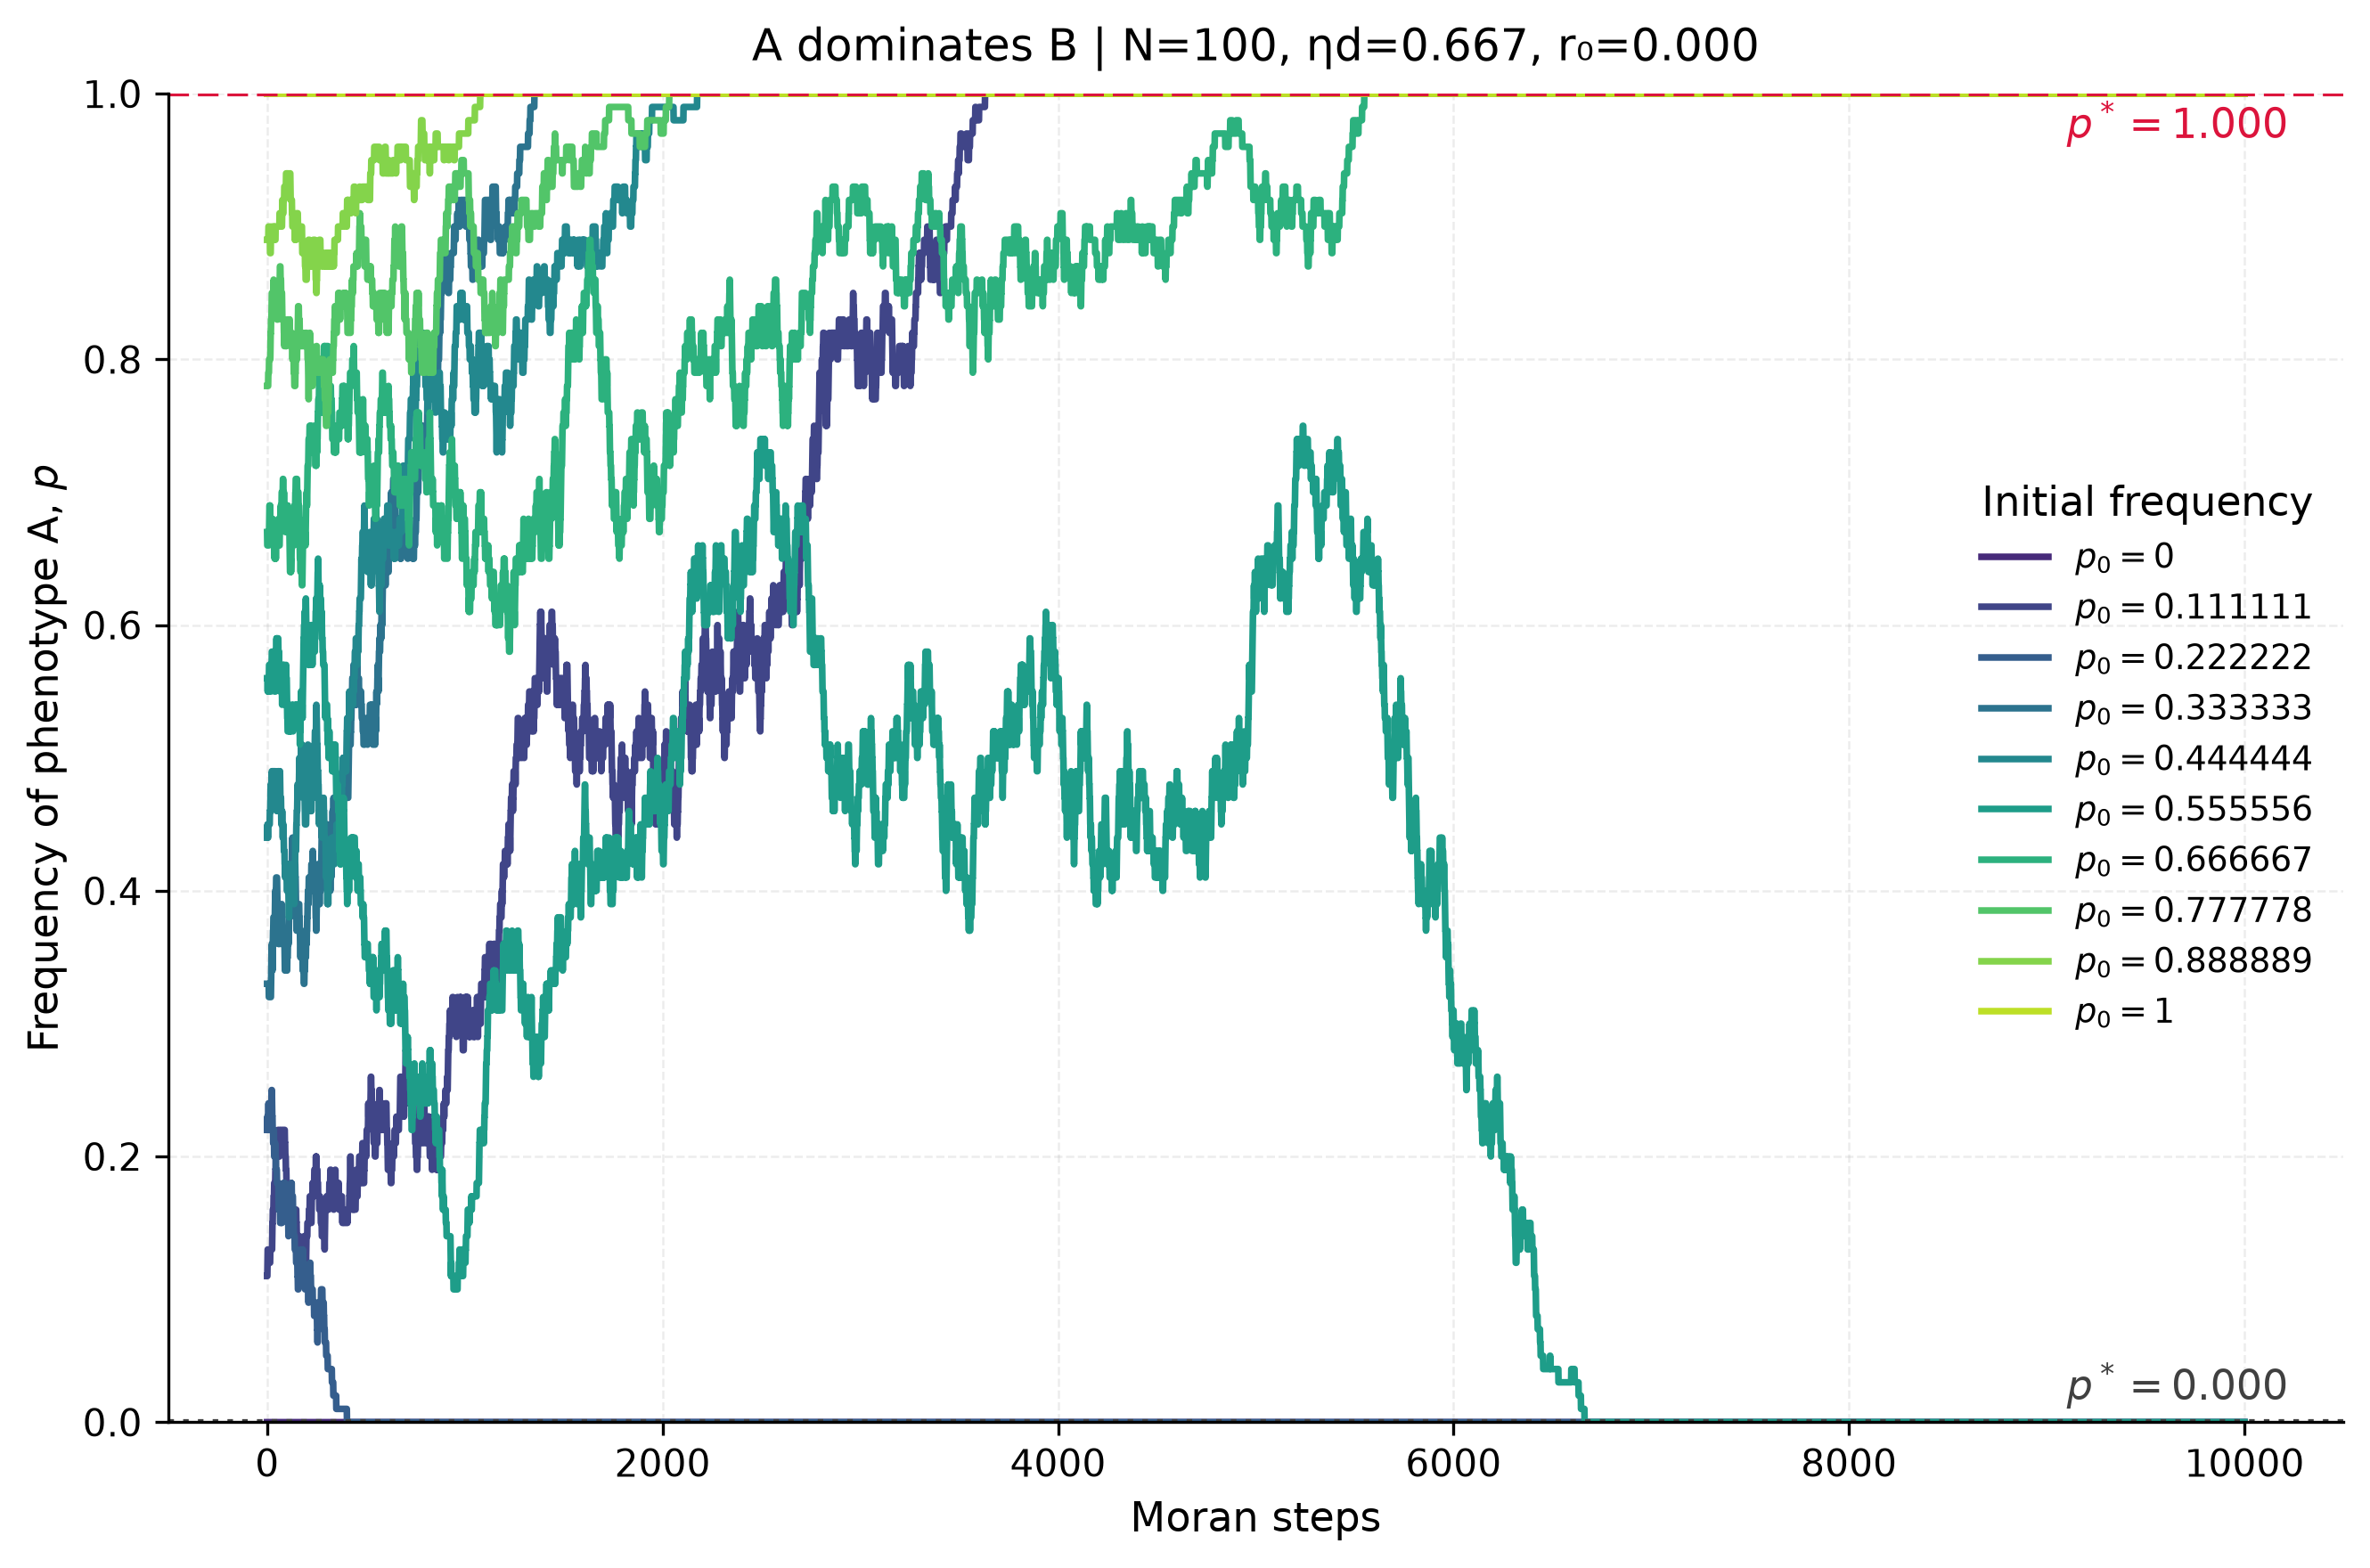 A dominates B | N=100, ηd=0.667, r₀=0.000
Frequency of phenotype A, p
1.0
0.8
0.6
0.4
0.2
0.0
p* = 1.000
Initial frequency
p₀ = 0
p₀ = 0.111111
p₀ = 0.222222
p₀ = 0.333333
p₀ = 0.444444
p₀ = 0.555556
p₀ = 0.666667
p₀ = 0.777778
p₀ = 0.888889
p₀ = 1
p* = 0.000
0 2000 4000 6000 8000 10000
Moran steps